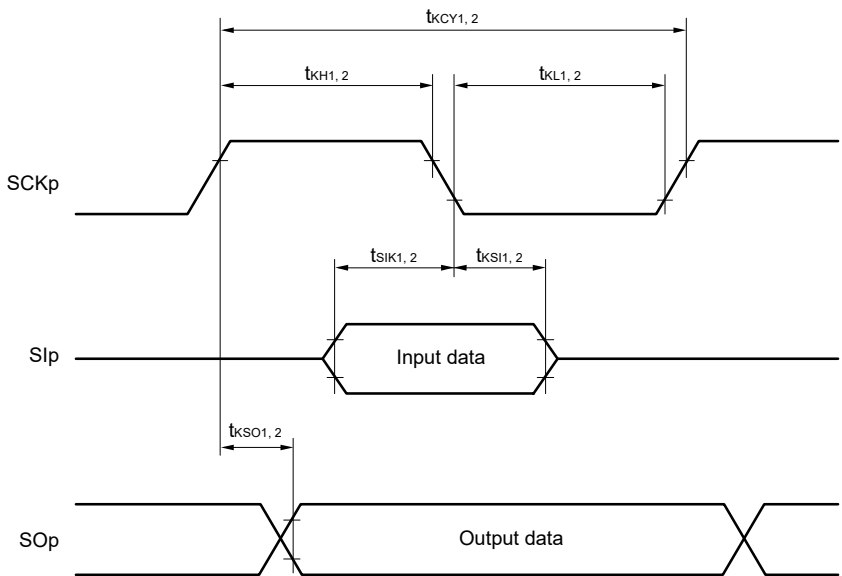 tKCY1, 2
tKH1, 2
tKL1, 2
SCKp
tSIK1, 2
tKSI1, 2
SIp
Input data
tKSO1, 2
SOp
Output data